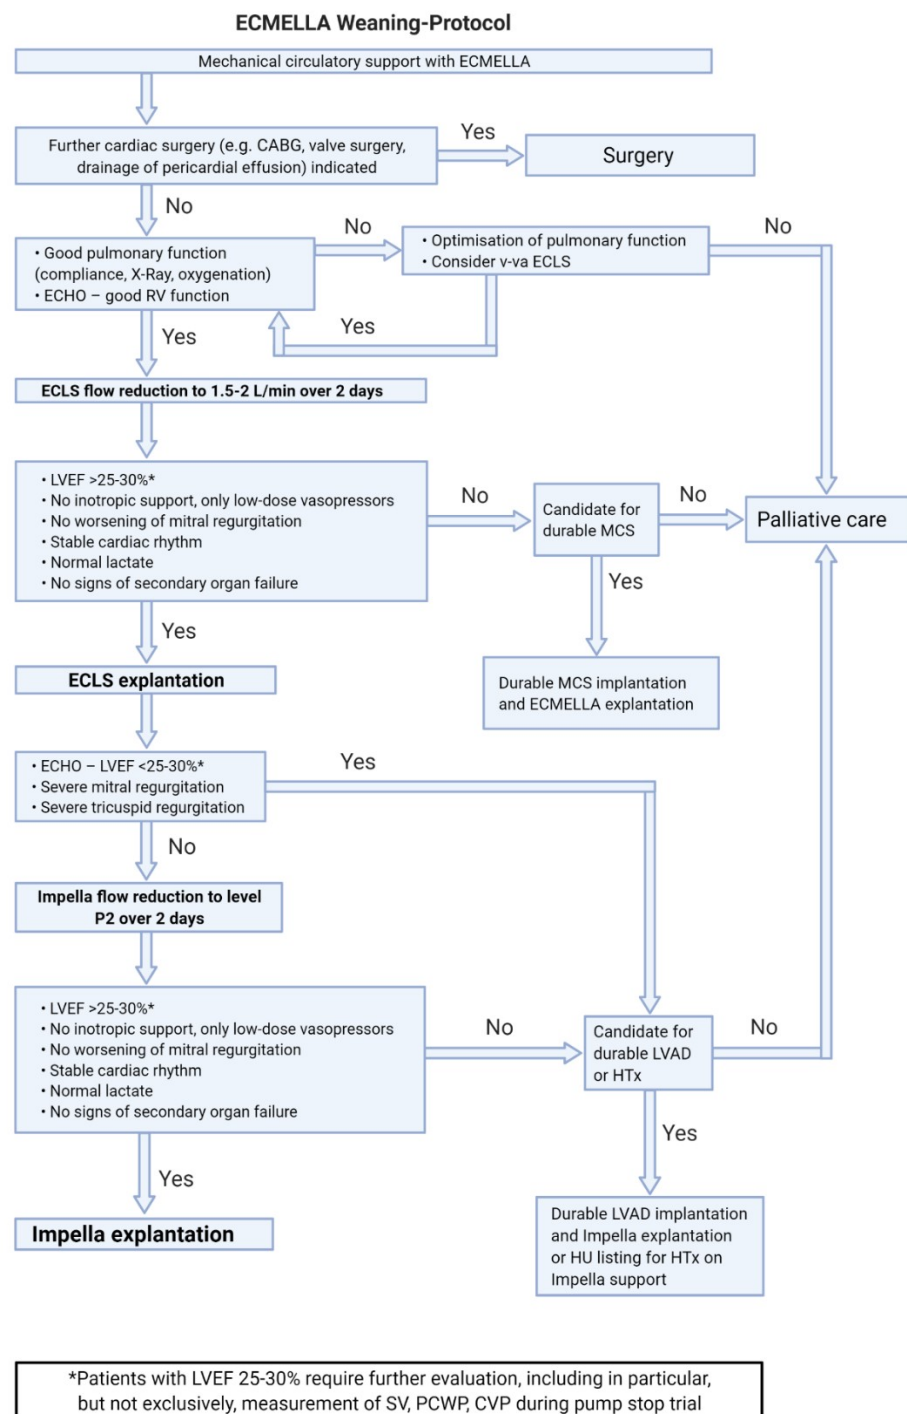 ECMELLA Weaning-Protocol
Mechanical circulatory support with ECMELLA
Further cardiac surgery (e.g. CABG, valve surgery,
drainage of pericardial effusion) indicated
Yes
Surgery
No
• Good pulmonary function
(compliance, X-Ray, oxygenation)
• ECHO – good RV function
No
• Optimisation of pulmonary function
• Consider v-va ECLS
No
Yes
Yes
ECLS flow reduction to 1.5-2 L/min over 2 days
• LVEF >25-30%*
• No inotropic support, only low-dose vasopressors
• No worsening of mitral regurgitation
• Stable cardiac rhythm
• Normal lactate
• No signs of secondary organ failure
No
Candidate for
durable MCS
No
Palliative care
Yes
Durable MCS implantation
and ECMELLA explantation
Yes
ECLS explantation
• ECHO – LVEF <25-30%*
• Severe mitral regurgitation
• Severe tricuspid regurgitation
Yes
No
Impella flow reduction to level
P2 over 2 days
• LVEF >25-30%*
• No inotropic support, only low-dose vasopressors
• No worsening of mitral regurgitation
• Stable cardiac rhythm
• Normal lactate
• No signs of secondary organ failure
No
Candidate for
durable LVAD
or HTx
No
Yes
Durable LVAD implantation
and Impella explantation
or HU listing for HTx on
Impella support
Yes
Impella explantation
*Patients with LVEF 25-30% require further evaluation, including in particular,
but not exclusively, measurement of SV, PCWP, CVP during pump stop trial